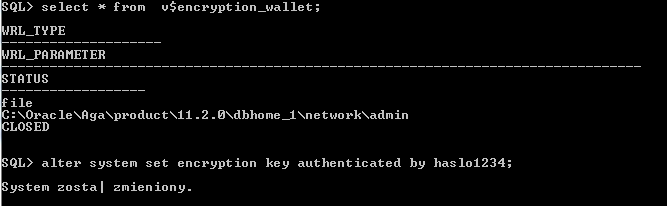 SQL> select * from  v$encryption_wallet;
WRL_TYPE
--------------------
WRL_PARAMETER
--------------------------------------------------------------------------------
STATUS
------------------
file
C:\Oracle\Aga\product\11.2.0\dbhome_1\network\admin
CLOSED
SQL> alter system set encryption key authenticated by haslo1234;
System zosta| zmieniony.